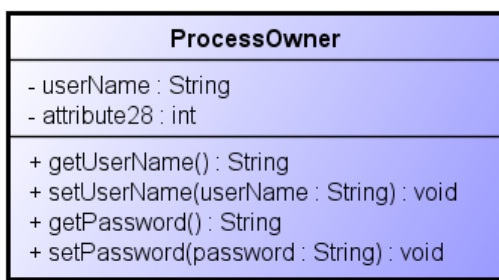 ProcessOwner
- userName : String
- attribute28 : int
+ getUserName() : String
+ setUserName(userName : String) : void
+ getPassword() : String
+ setPassword(password : String) : void